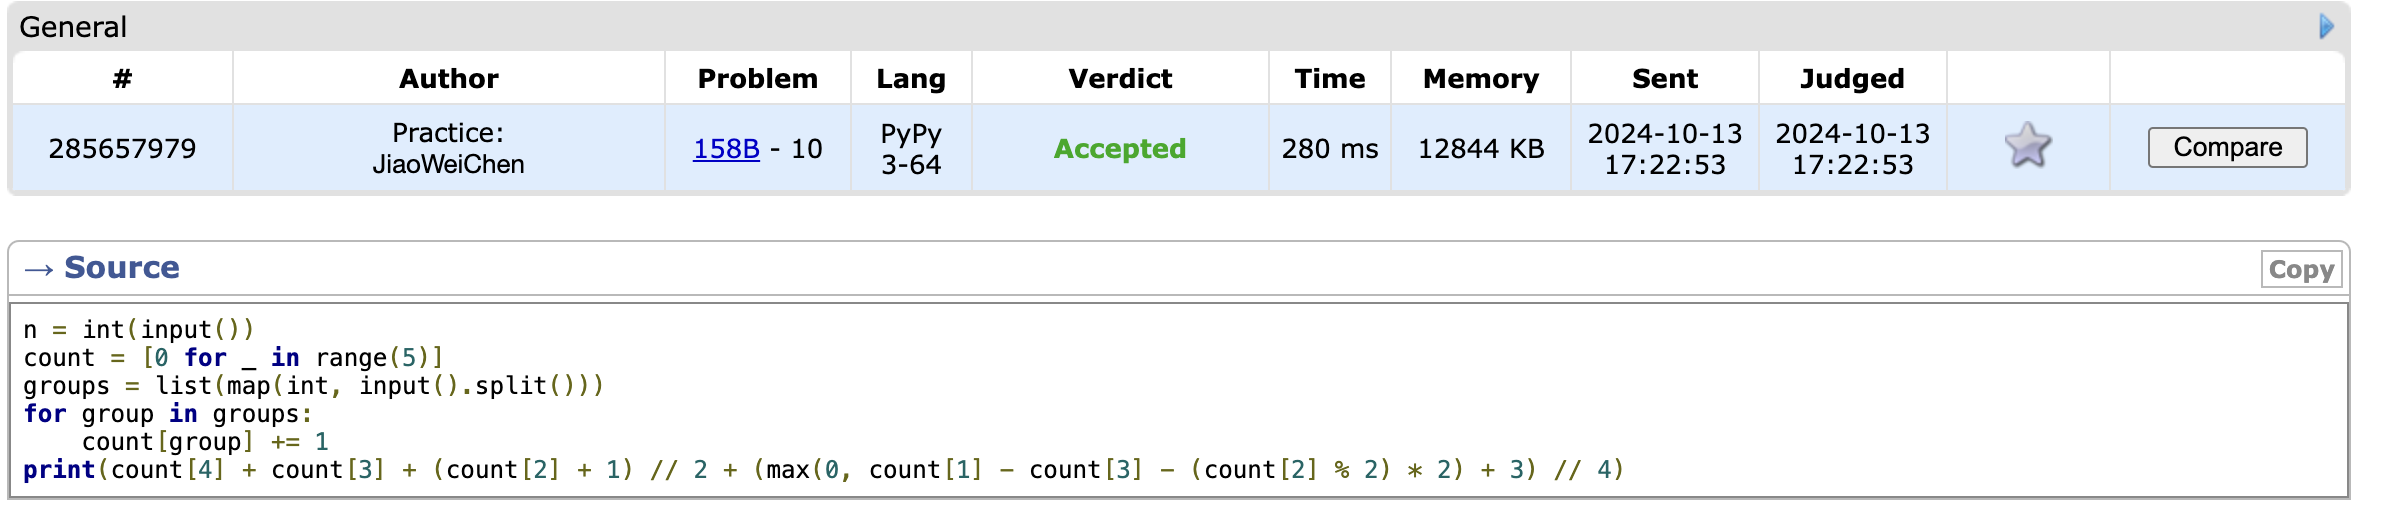 General
# Author Problem Lang Verdict Time Memory Sent Judged
285657979 Practice: JiaoWeiChen 158B - 10 PyPy 3-64 Accepted 280 ms 12844 KB 2024-10-13 17:22:53 2024-10-13 17:22:53 Compare
→ Source Copy
n = int(input())
count = [0 for _ in range(5)]
groups = list(map(int, input().split()))
for group in groups:
    count[group] += 1
print(count[4] + count[3] + (count[2] + 1) // 2 + (max(0, count[1] - count[3] - (count[2] % 2) * 2) + 3) // 4)